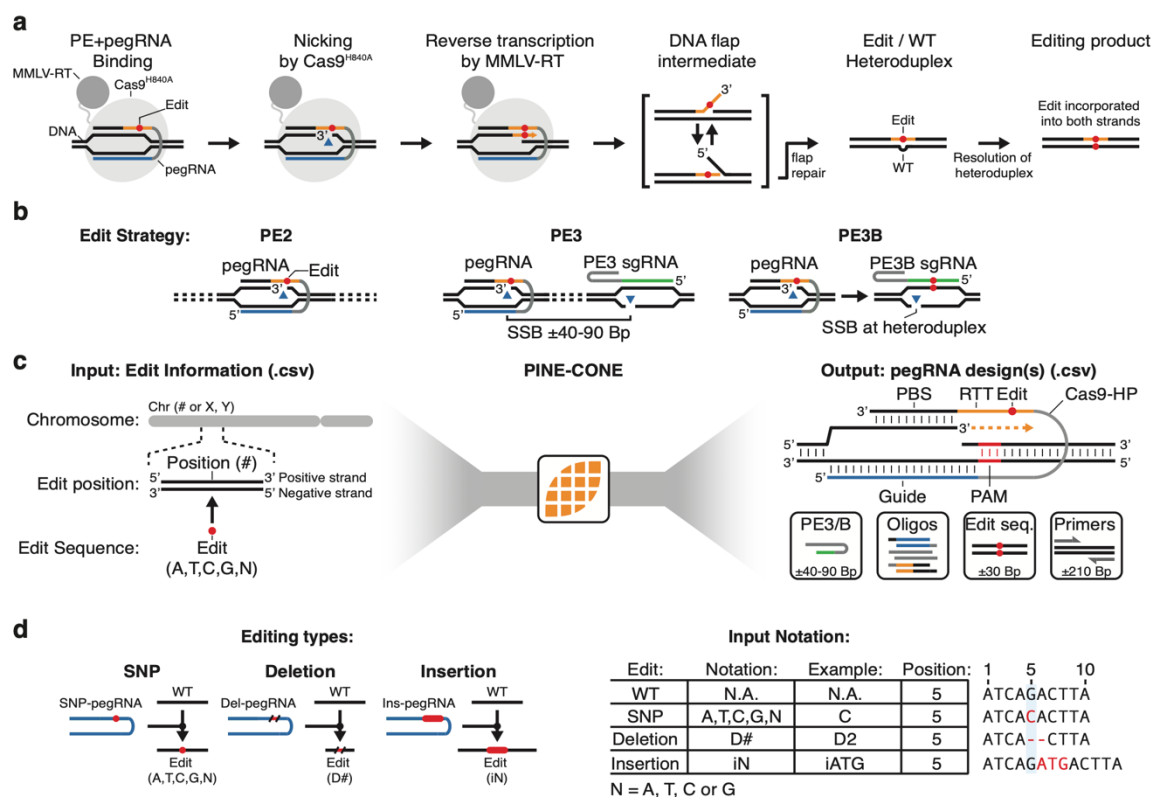 a
PE+pegRNA
Binding
MMLV-RT
Cas9H840A
Edit
DNA
pegRNA
Nicking
by Cas9H840A
3’
Reverse transcription
by MMLV-RT
DNA flap
intermediate
3’
5’
flap
repair
Edit / WT
Heteroduplex
Edit
WT
Resolution of
heteroduplex
Editing product
Edit incorporated
into both strands
b
Edit Strategy:
PE2
pegRNA
Edit
3’
5’
PE3
pegRNA
3’
5’
PE3 sgRNA
5’
SSB ±40-90 Bp
PE3B
pegRNA
3’
5’
PE3B sgRNA
5’
SSB at heteroduplex
c
Input: Edit Information (.csv)
Chr (# or X, Y)
Chromosome:
Position (#)
Edit position:
5’ 3’ Positive strand
3’ 5’ Negative strand
Edit Sequence:
Edit
(A,T,C,G,N)
PINE-CONE
Output: pegRNA design(s) (.csv)
PBS RTT Edit Cas9-HP
3’
3’
5’ 3’
3’ 5’
5’
Guide PAM
PE3/B
±40-90 Bp
Oligos
Edit seq.
±30 Bp
Primers
±210 Bp
d
Editing types:
SNP
SNP-pegRNA
WT
Edit
(A,T,C,G,N)
Deletion
Del-pegRNA
WT
Edit
(D#)
Insertion
Ins-pegRNA
WT
Edit
(iN)
Input Notation:
Edit: Notation: Example: Position: 1 5 10
WT N.A. N.A. 5 ATCAGACTTA
SNP A,T,C,G,N C 5 ATCACACTTA
Deletion D# D2 5 ATCA--CTTA
Insertion iN iATG 5 ATCAGATGACTTA
N = A, T, C or G